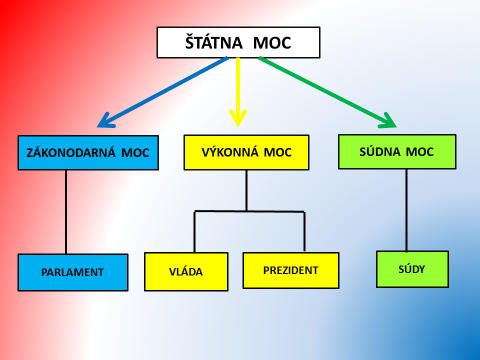 ŠTÁTNA MOC
ZÁKONODARNÁ MOC
VÝKONNÁ MOC
SÚDNA MOC
PARLAMENT
VLÁDA
PREZIDENT
SÚDY